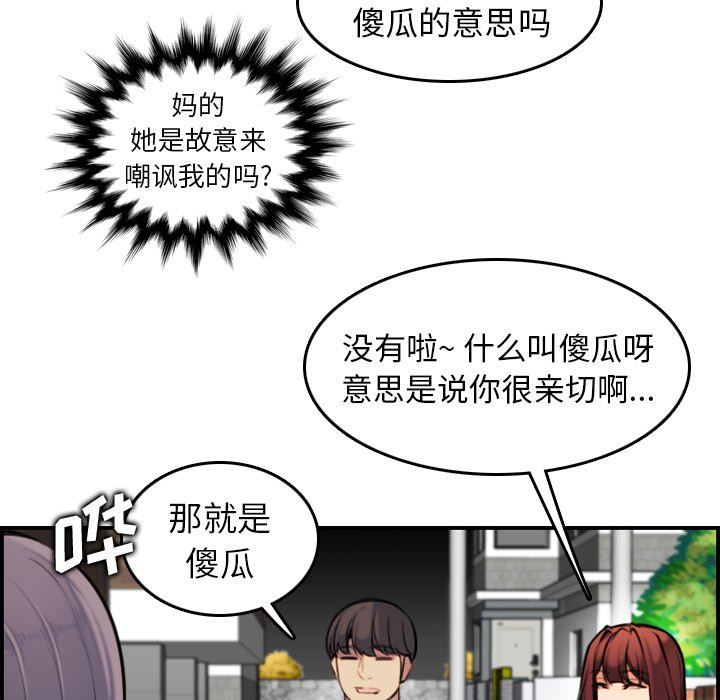 傻瓜的意思吗
妈的
她是故意来
嘲讽我的吗?
没有啦~ 什么叫傻瓜呀
意思是说你很亲切啊...
那就是
傻瓜
哗